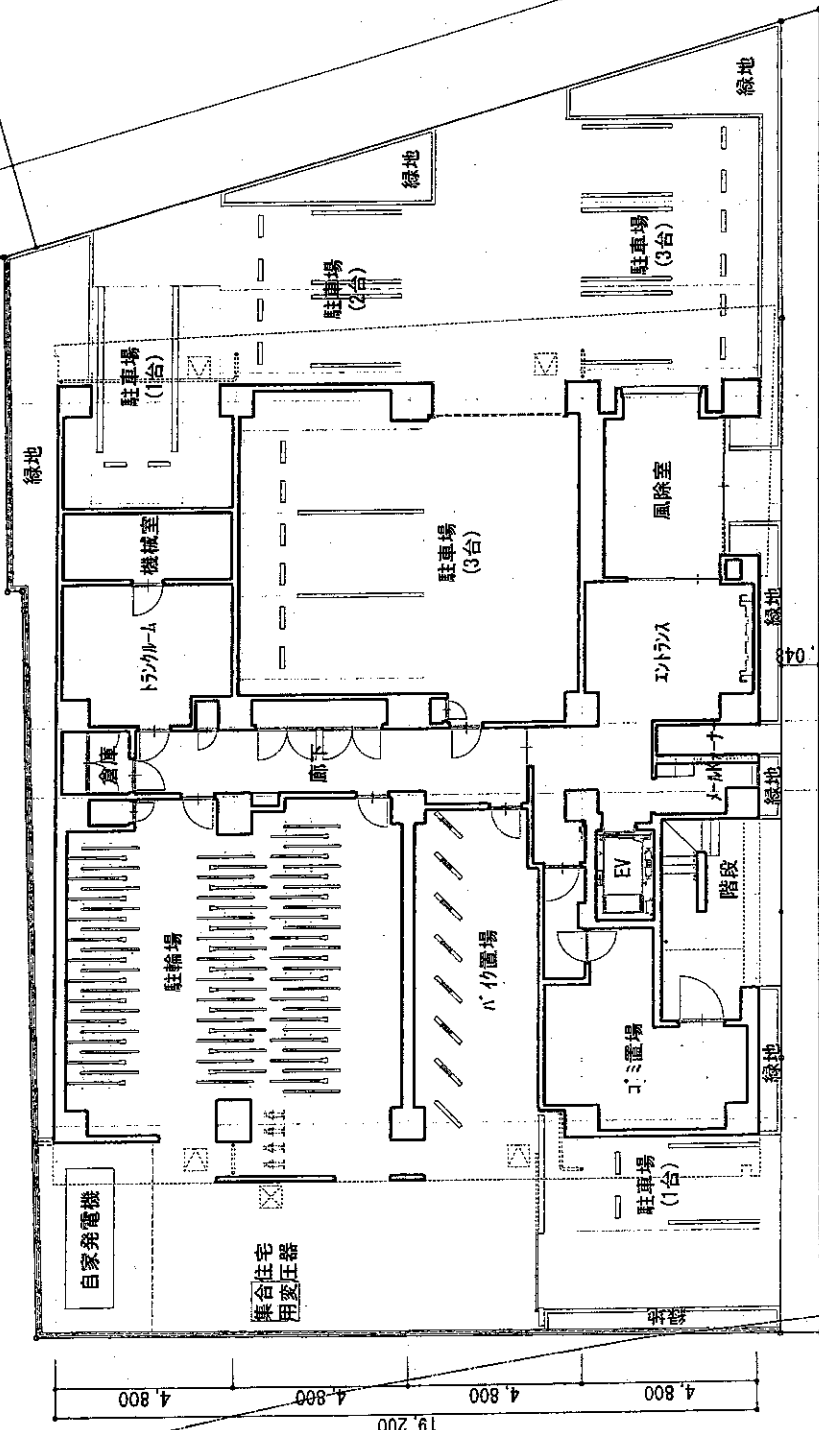 緑地
緑地
緑地
駐車場
(1台)
駐車場
(2台)
駐車場
(3台)
機械室
駐車場
(3台)
風除室
トランクルーム
エントランス
緑地
,048
倉庫
廊下
メールコーナー
緑地
駐輪場
バイク置場
EV
階段
ゴミ置場
緑地
自家発電機
集合住宅
用変圧器
駐車場
(1台)
緑地
4,800
4,800
4,800
4,800
19,200